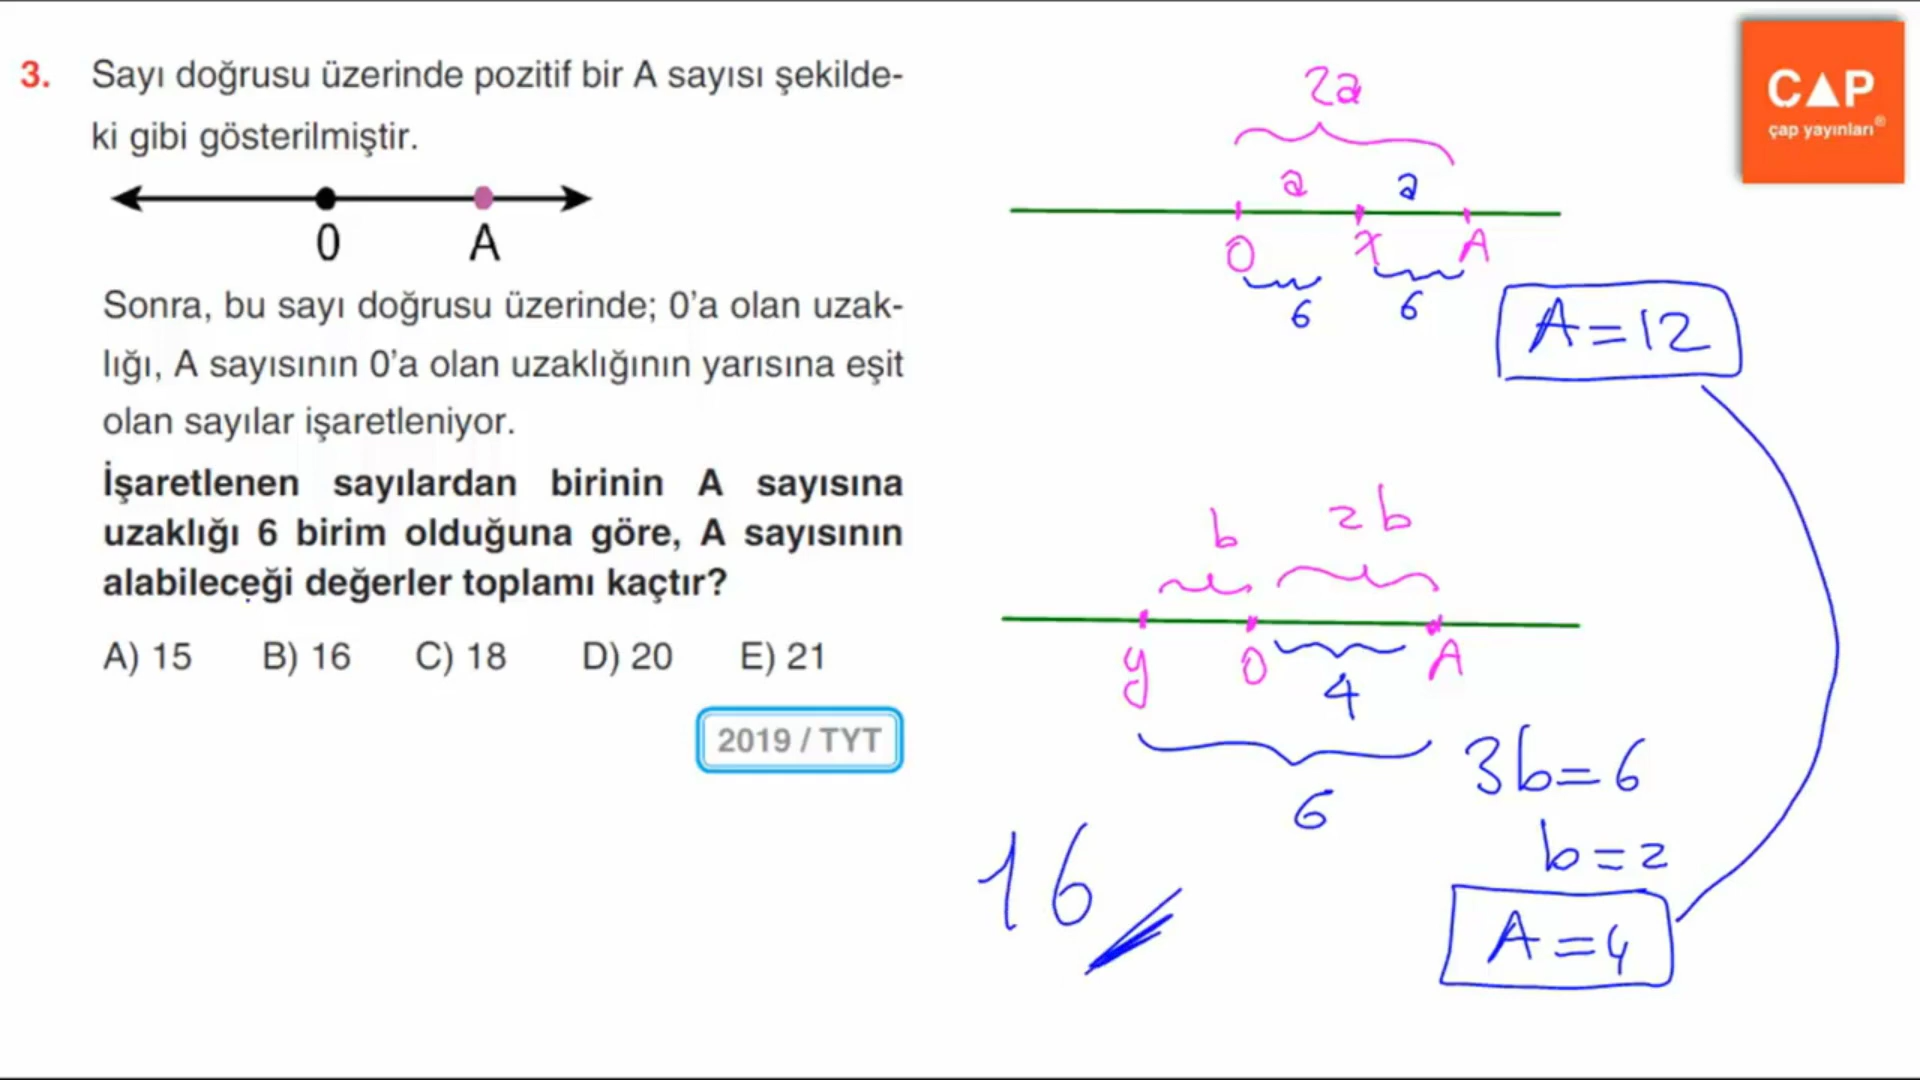 3. Sayı doğrusu üzerinde pozitif bir A sayısı şekilde-
ki gibi gösterilmiştir.
0 A
Sonra, bu sayı doğrusu üzerinde; 0'a olan uzak-
lığı, A sayısının 0'a olan uzaklığının yarısına eşit
olan sayılar işaretleniyor.
İşaretlenen sayılardan birinin A sayısına
uzaklığı 6 birim olduğuna göre, A sayısının
alabileceği değerler toplamı kaçtır?
A) 15 B) 16 C) 18 D) 20 E) 21
2019 / TYT
2a
a a
0 x A
6 6
A=12
b 2b
y 0 A
4
6
3b=6
b=2
A=4
16
ÇAP
çap yayınları®